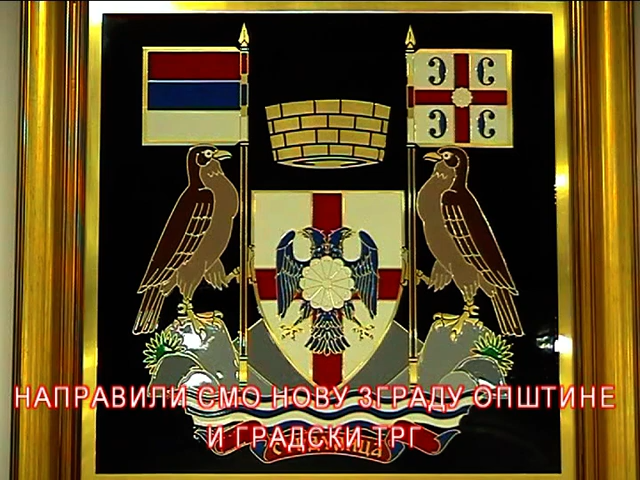 НАПРАВИЛИ СМО НОВУ ЗГРАДУ ОПШТИНЕ
И ГРАДСКИ ТРГ